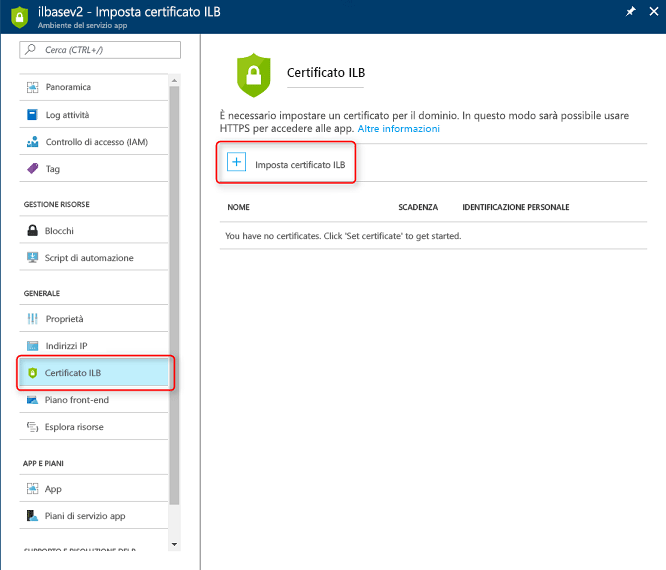 ilbasev2 - Imposta certificato ILB
Ambiente del servizio app
Cerca (CTRL+/)
Panoramica
Log attività
Controllo di accesso (IAM)
Tag
GESTIONE RISORSE
Blocchi
Script di automazione
GENERALE
Proprietà
Indirizzi IP
Certificato ILB
Piano front-end
Esplora risorse
APP E PIANI
App
Piani di servizio app
SUPPORTO E RISOLUZIONE DEI P
Certificato ILB
È necessario impostare un certificato per il dominio. In questo modo sarà possibile usare
HTTPS per accedere alle app. Altre informazioni
Imposta certificato ILB
NOME SCADENZA IDENTIFICAZIONE PERSONALE
You have no certificates. Click 'Set certificate' to get started.